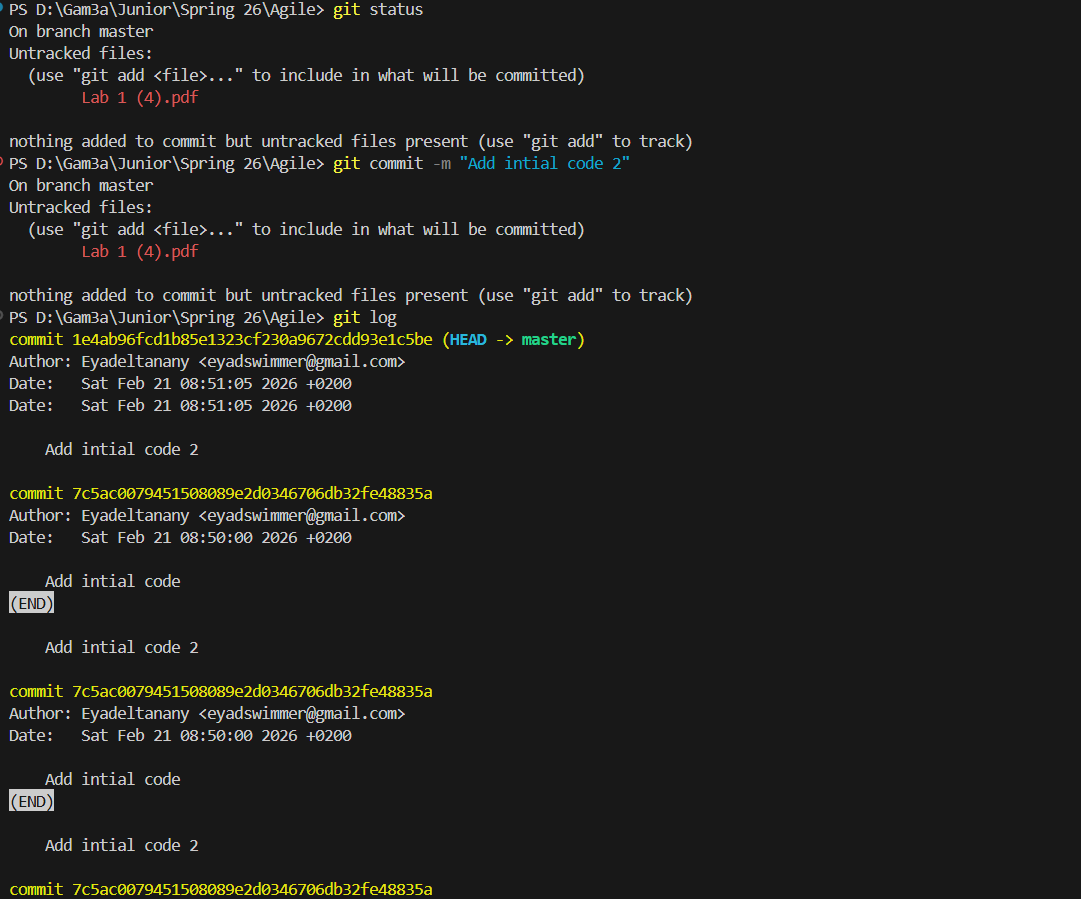 PS D:\Gam3a\Junior\Spring 26\Agile> git status
On branch master
Untracked files:
  (use "git add <file>..." to include in what will be committed)
        Lab 1 (4).pdf

nothing added to commit but untracked files present (use "git add" to track)
PS D:\Gam3a\Junior\Spring 26\Agile> git commit -m "Add intial code 2"
On branch master
Untracked files:
  (use "git add <file>..." to include in what will be committed)
        Lab 1 (4).pdf

nothing added to commit but untracked files present (use "git add" to track)
PS D:\Gam3a\Junior\Spring 26\Agile> git log
commit 1e4ab96fcd1b85e1323cf230a9672cdd93e1c5be (HEAD -> master)
Author: Eyadeltanany <eyadswimmer@gmail.com>
Date:   Sat Feb 21 08:51:05 2026 +0200
Date:   Sat Feb 21 08:51:05 2026 +0200

    Add intial code 2

commit 7c5ac0079451508089e2d0346706db32fe48835a
Author: Eyadeltanany <eyadswimmer@gmail.com>
Date:   Sat Feb 21 08:50:00 2026 +0200

    Add intial code
(END)

    Add intial code 2

commit 7c5ac0079451508089e2d0346706db32fe48835a
Author: Eyadeltanany <eyadswimmer@gmail.com>
Date:   Sat Feb 21 08:50:00 2026 +0200

    Add intial code
(END)

    Add intial code 2

commit 7c5ac0079451508089e2d0346706db32fe48835a